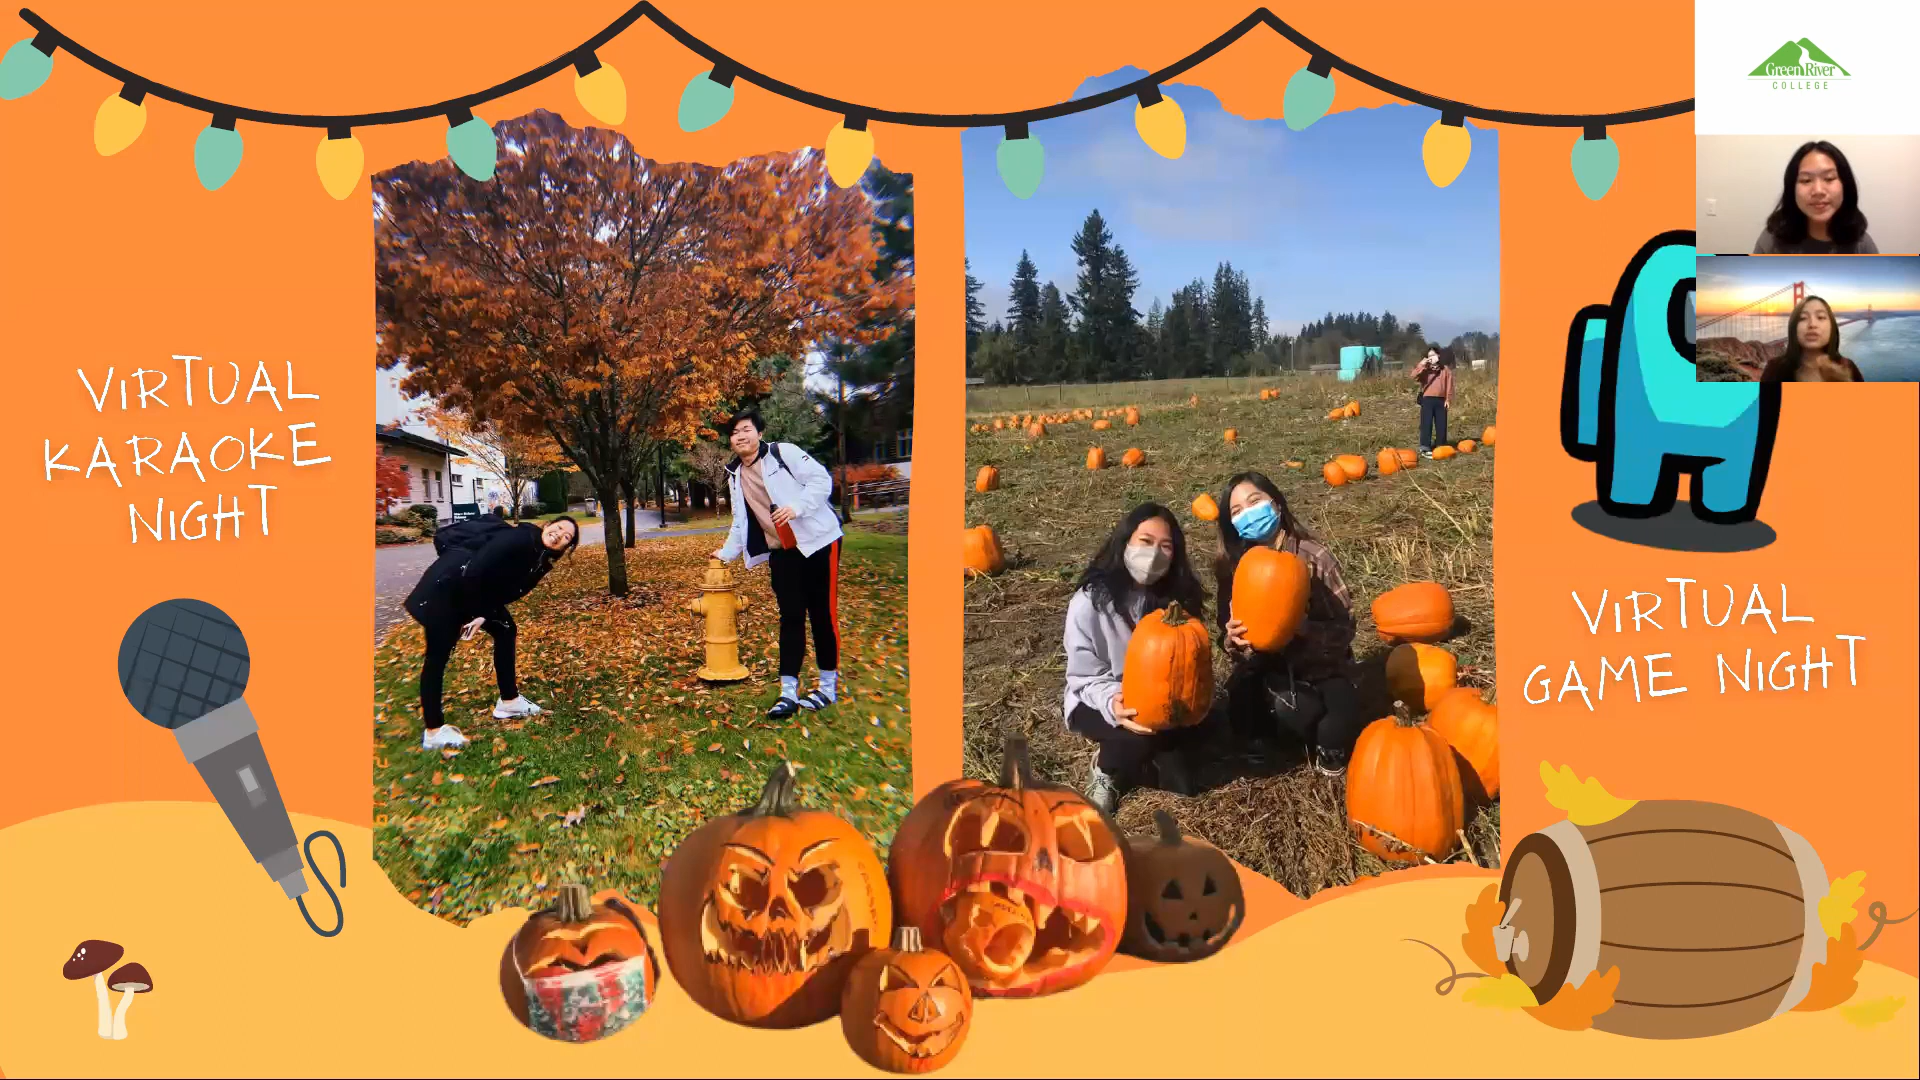 Green River
COLLEGE
VIRTUAL
KARAOKE
NIGHT
VIRTUAL
GAME NIGHT